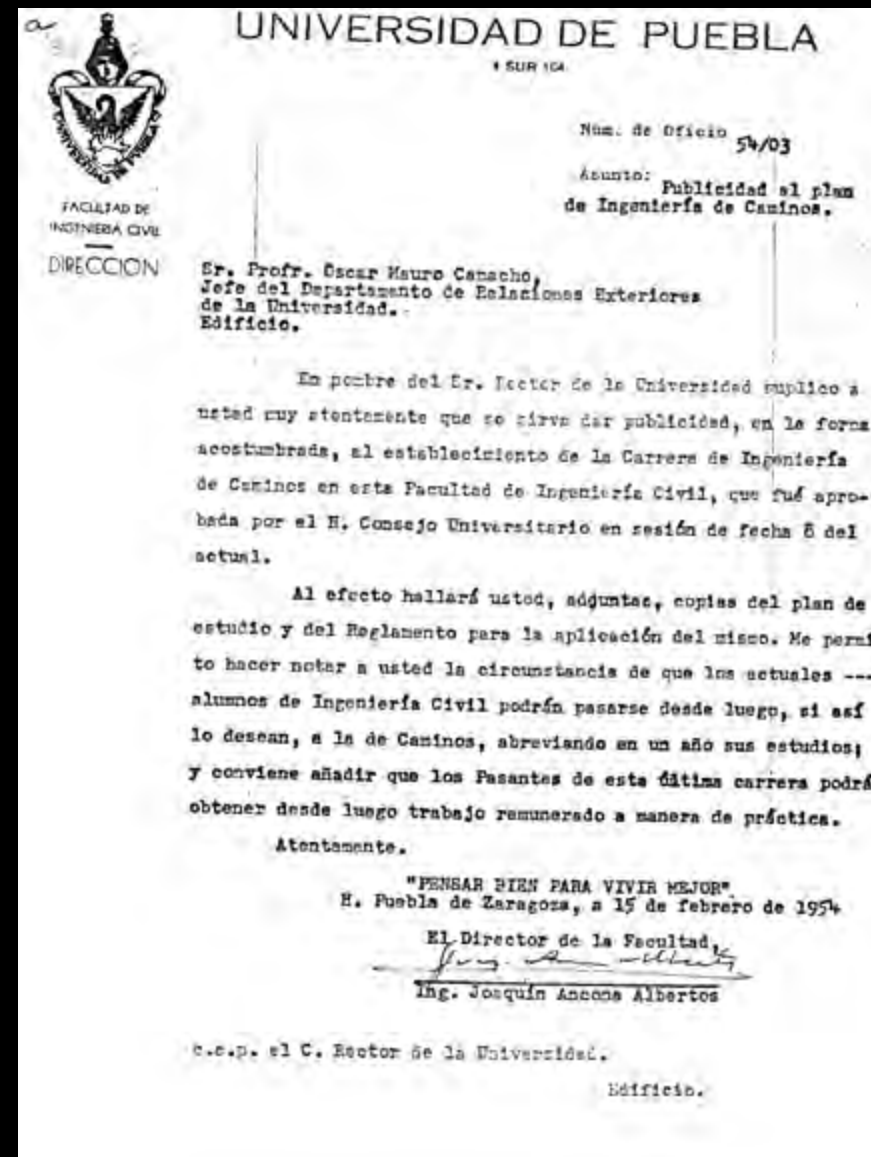 UNIVERSIDAD DE PUEBLA
4 SUR 104.
UNIVERSIDAD DE PUEBLA
FACULTAD DE
INGENIERIA CIVIL
DIRECCION
Núm. de Oficio 54/03
Asunto:
Publicidad al plan
de Ingeniería de Caminos.
Sr. Profr. Oscar Mauro Camacho,
Jefe del Departamento de Relaciones Exteriores
de la Universidad.
Edificio.
En nombre del Sr. Rector de la Universidad suplico a
usted muy atentamente que se sirva dar publicidad, en la forma
acostumbrada, al establecimiento de la Carrera de Ingeniería
de Caminos en esta Facultad de Ingeniería Civil, que fué apro-
bada por el H. Consejo Universitario en sesión de fecha 8 del
actual.
Al efecto hallará usted, adjuntas, copias del plan de
estudio y del Reglamento para la aplicación del mismo. Me permi
to hacer notar a usted la circunstancia de que los actuales ---
alumnos de Ingeniería Civil podrán pasarse desde luego, si así
lo desean, a la de Caminos, abreviando en un año sus estudios;
y conviene añadir que los Pasantes de esta última carrera podrá
obtener desde luego trabajo remunerado a manera de práctica.
Atentamente.
"PENSAR BIEN PARA VIVIR MEJOR"
H. Puebla de Zaragoza, a 15 de febrero de 1954
El Director de la Facultad,
Ing. Joaquín Ancona Albertos
c.c.p. el C. Rector de la Universidad.
Edificio.